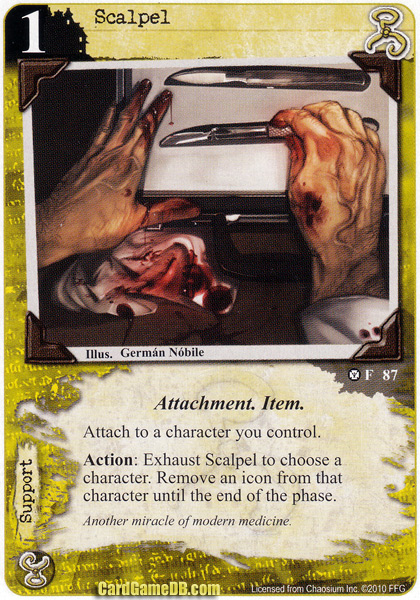 1
Scalpel
Illus. Germán Nóbile
F 87
Attachment. Item.
Attach to a character you control.
Action: Exhaust Scalpel to choose a
character. Remove an icon from that
character until the end of the phase.
Another miracle of modern medicine.
Support
CardGameDB.com
Licensed from Chaosium Inc. ©2010 FFG